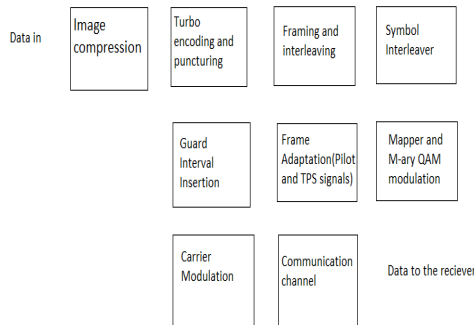 Data in
Image
compression
Turbo
encoding and
puncturing
Framing and
interleaving
Symbol
Interleaver
Guard
Interval
Insertion
Frame
Adaptation(Pilot
and TPS signals)
Mapper and
M-ary QAM
modulation
Carrier
Modulation
Communication
channel
Data to the reciever